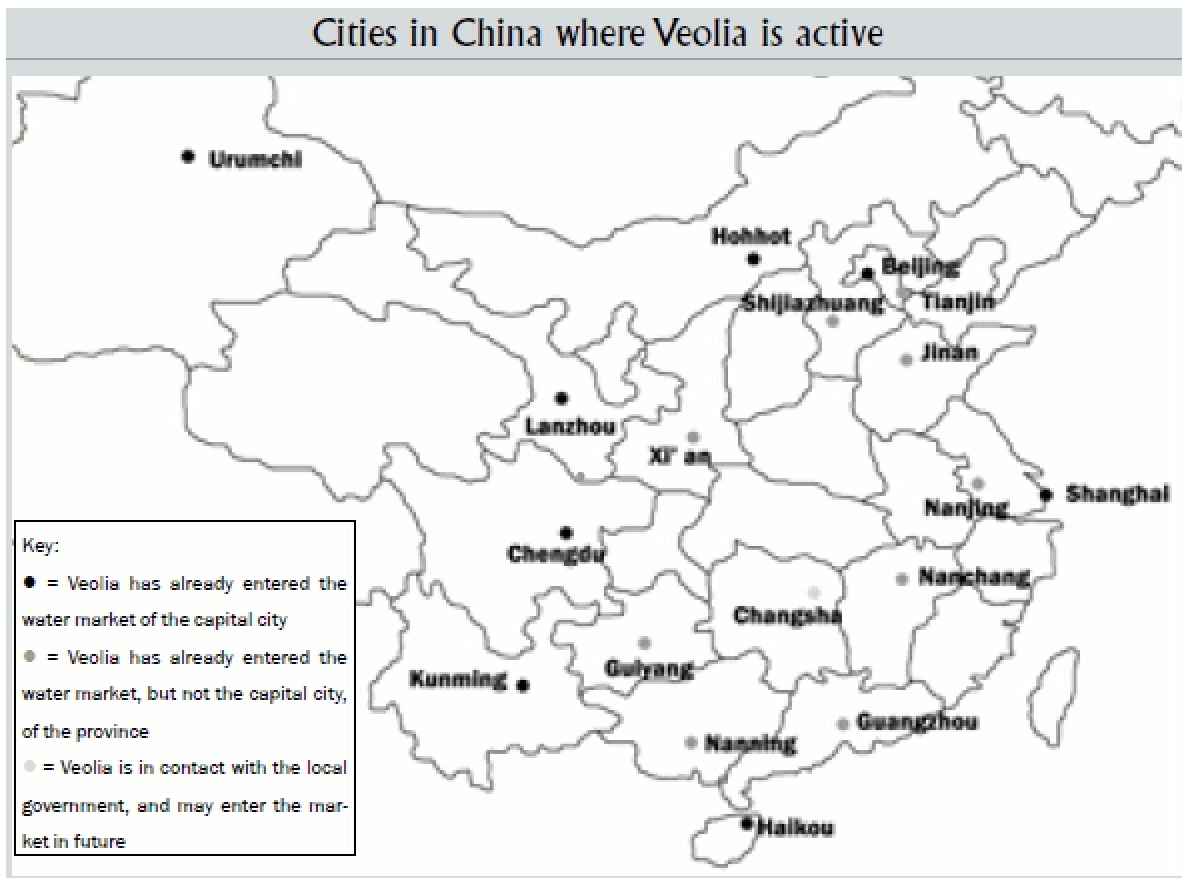 Cities in China where Veolia is active
Urumchi
Hohhot
Beijing
Shijiazhuang
Tianjin
Jinan
Lanzhou
Xi' an
Shanghai
Nanjing
Chengdu
Nanchang
Changsha
Guiyang
Kunming
Guangzhou
Nanning
Haikou
Key:
= Veolia has already entered the
water market of the capital city
= Veolia has already entered the
water market, but not the capital city,
of the province
= Veolia is in contact with the local
government, and may enter the mar-
ket in future